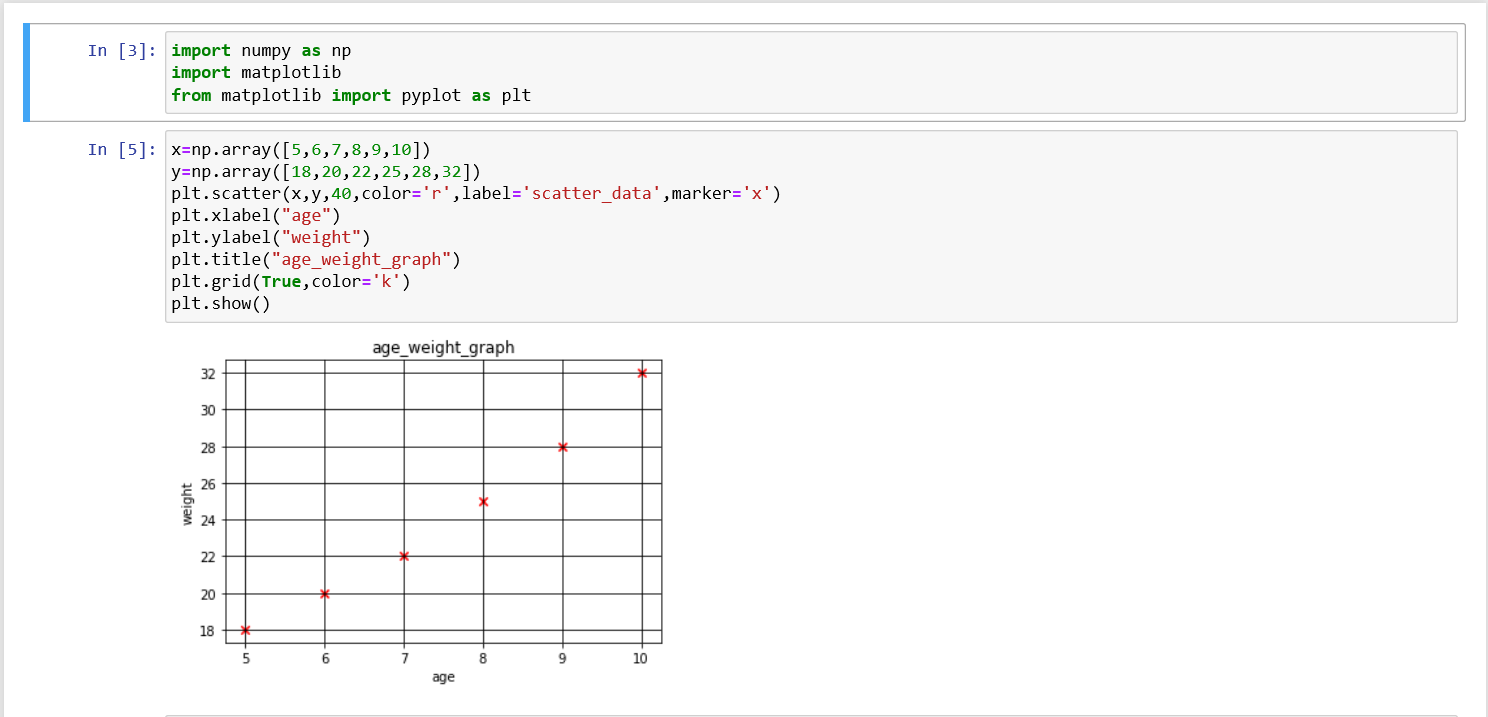 In [3]: import numpy as np
import matplotlib
from matplotlib import pyplot as plt
In [5]: x=np.array([5,6,7,8,9,10])
y=np.array([18,20,22,25,28,32])
plt.scatter(x,y,40,color='r',label='scatter_data',marker='x')
plt.xlabel("age")
plt.ylabel("weight")
plt.title("age_weight_graph")
plt.grid(True,color='k')
plt.show()
age_weight_graph
32
30
28
26
24
22
20
18
weight
5 6 7 8 9 10
age